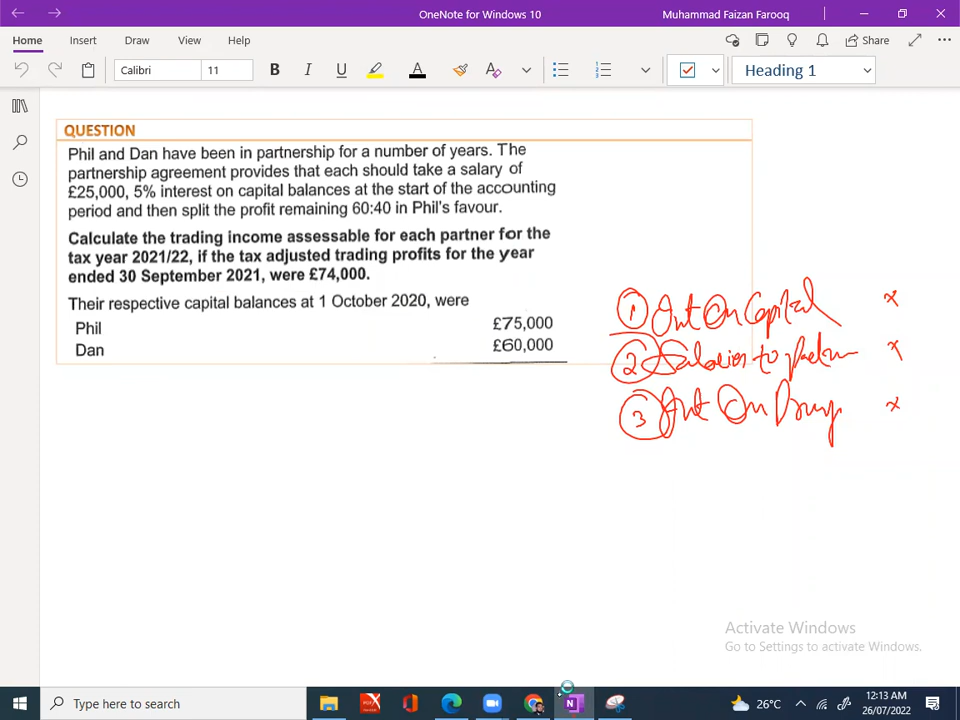 OneNote for Windows 10
Muhammad Faizan Farooq
Home Insert Draw View Help
Share
Calibri 11 B I U A A Heading 1
QUESTION
Phil and Dan have been in partnership for a number of years. The
partnership agreement provides that each should take a salary of
£25,000, 5% interest on capital balances at the start of the accounting
period and then split the profit remaining 60:40 in Phil's favour.
Calculate the trading income assessable for each partner for the
tax year 2021/22, if the tax adjusted trading profits for the year
ended 30 September 2021, were £74,000.
Their respective capital balances at 1 October 2020, were
Phil £75,000
Dan £60,000
1 Int On Capital x
2 Salaries to x
3 Int On x
Activate Windows
Go to Settings to activate Windows.
Type here to search
26°C
12:13 AM
26/07/2022